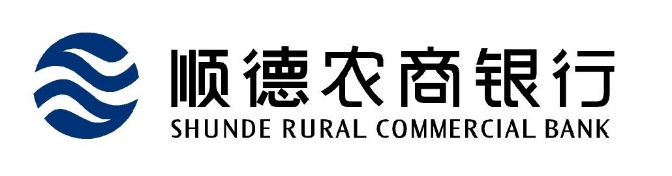 顺德农商银行
SHUNDE RURAL COMMERCIAL BANK